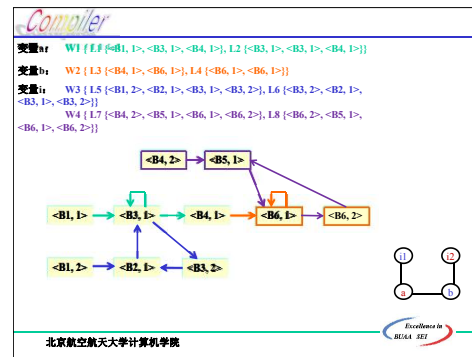 Compiler
变量a： W1 { L1 {<B1, 1>, <B3, 1>, <B4, 1>}, L2 {<B3, 1>, <B3, 1>, <B4, 1>}}
变量b： W2 { L3 {<B4, 1>, <B6, 1>}, L4 {<B6, 1>, <B6, 1>}}
变量i： W3 { L5 {<B1, 2>, <B2, 1>, <B3, 1>, <B3, 2>}, L6 {<B3, 2>, <B2, 1>,
<B3, 1>, <B3, 2>}}
W4 { L7 {<B4, 2>, <B5, 1>, <B6, 1>, <B6, 2>}, L8 {<B6, 2>, <B5, 1>,
<B6, 1>, <B6, 2>}}
<B4, 2> <B5, 1>
<B1, 1> <B3, 1> <B4, 1> <B6, 1> <B6, 2>
<B1, 2> <B2, 1> <B3, 2>
i1 i2
a b
Excellence in
BUAA SEI
北京航空航天大学计算机学院